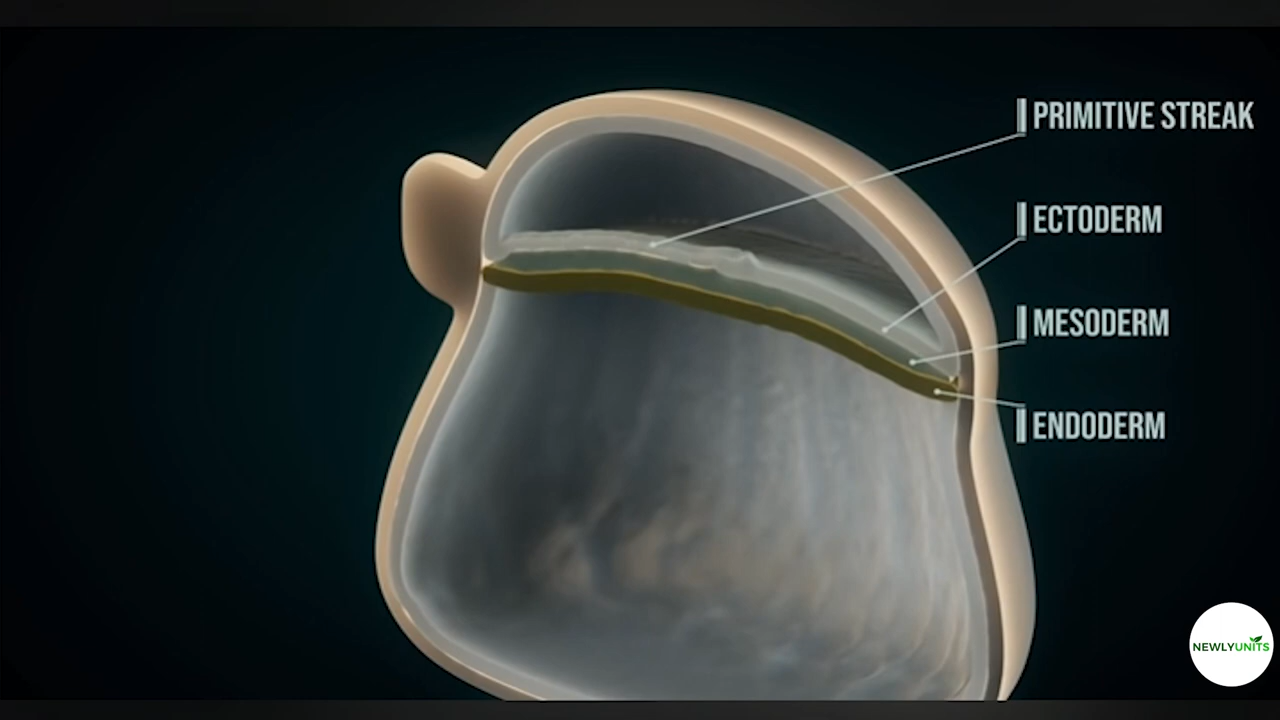 PRIMITIVE STREAK
ECTODERM
MESODERM
ENDODERM
NEWLYUNITS